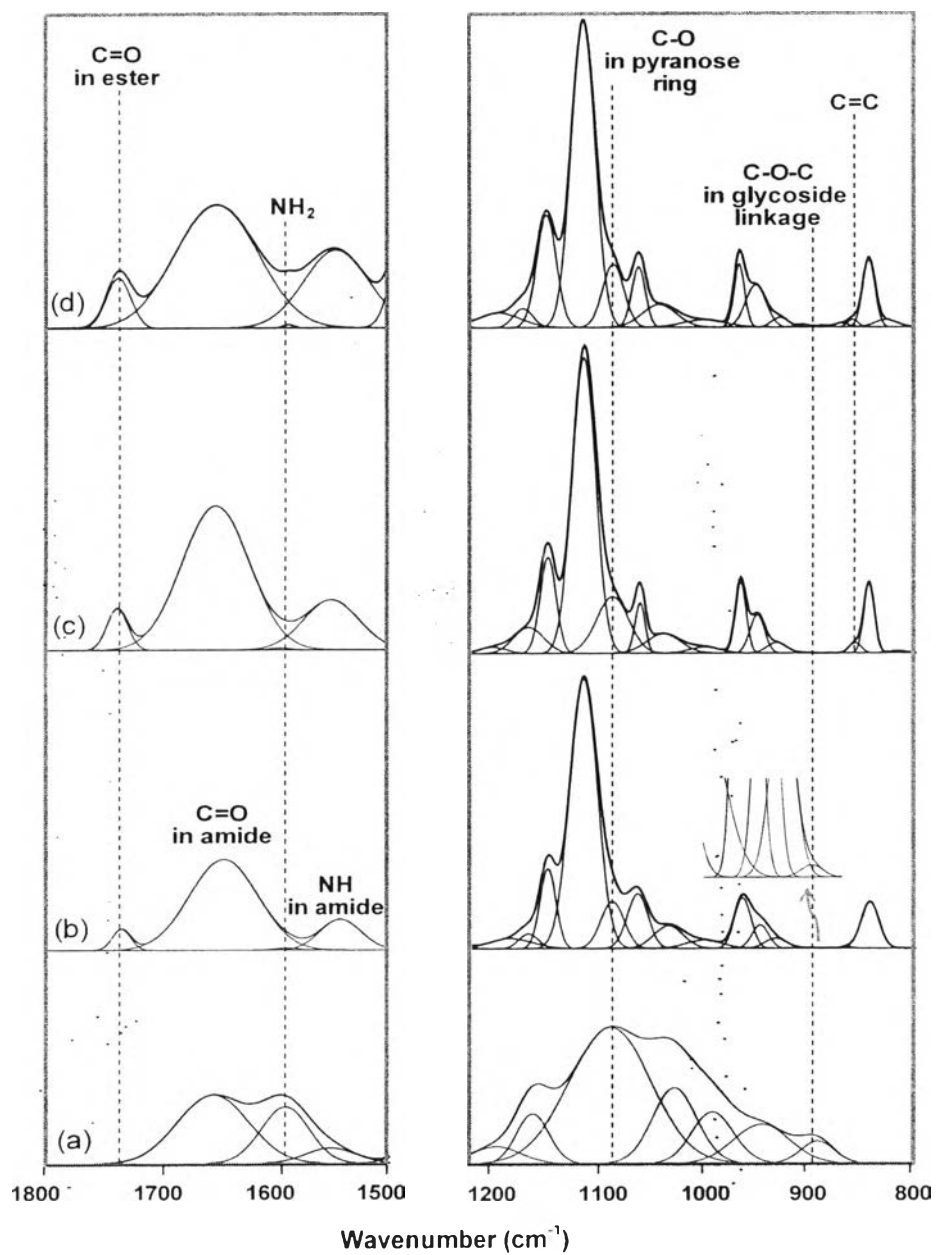 C=O
in ester
NH₂
(d)
C-O
in pyranose
ring
C=C
C-O-C
in glycoside
linkage
(c)
C=O
in amide
NH
in amide
(b)
(a)
1800 1700 1600 1500
1200 1100 1000 900 800
Wavenumber (cm⁻¹)